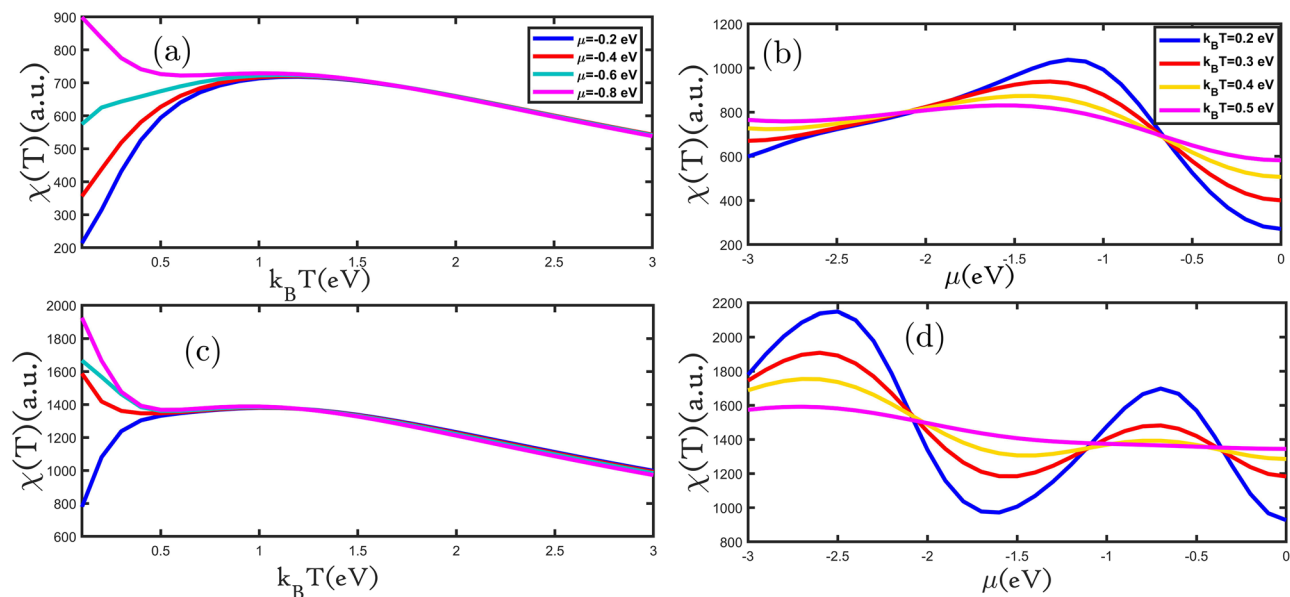 900
800
700
600
500
400
300
200
χ(T)(a.u.)
(a)
μ=-0.2 eV
μ=-0.4 eV
μ=-0.6 eV
μ=-0.8 eV
0.5
1
1.5
2
2.5
3
k_B T(eV)
1200
1000
800
600
400
200
χ(T)(a.u.)
(b)
k_B T=0.2 eV
k_B T=0.3 eV
k_B T=0.4 eV
k_B T=0.5 eV
-3
-2.5
-2
-1.5
-1
-0.5
0
μ(eV)
2000
1800
1600
1400
1200
1000
800
600
χ(T)(a.u.)
(c)
0.5
1
1.5
2
2.5
3
k_B T(eV)
2200
2000
1800
1600
1400
1200
1000
800
χ(T)(a.u.)
(d)
-3
-2.5
-2
-1.5
-1
-0.5
0
μ(eV)